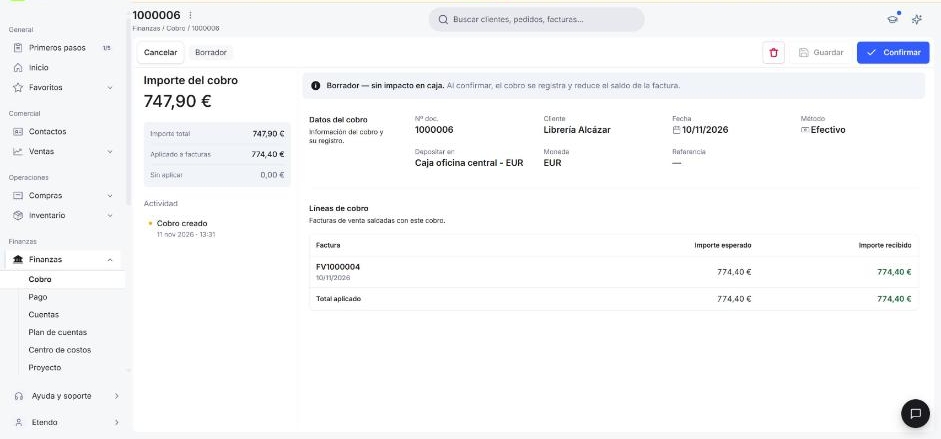 1000006
Finanzas / Cobro / 1000006
Buscar clientes, pedidos, facturas...
General
Primeros pasos 1/5
Inicio
Favoritos
Comercial
Contactos
Ventas
Operaciones
Compras
Inventario
Finanzas
Finanzas
Cobro
Pago
Cuentas
Plan de cuentas
Centro de costos
Proyecto
Ayuda y soporte
Etendo
Cancelar
Borrador
Guardar
Confirmar
Importe del cobro
747,90 €
Importe total 747,90 €
Aplicado a facturas 774,40 €
Sin aplicar 0,00 €
Actividad
Cobro creado
11 nov 2026 - 13:31
Borrador — sin impacto en caja. Al confirmar, el cobro se registra y reduce el saldo de la factura.
Datos del cobro
Información del cobro y
su registro.
Nº doc.
1000006
Cliente
Librería Alcázar
Fecha
10/11/2026
Método
Efectivo
Depositar en
Caja oficina central - EUR
Moneda
EUR
Referencia
—
Líneas de cobro
Facturas de venta saldadas con este cobro.
Factura Importe esperado Importe recibido
FV1000004
10/11/2026
774,40 € 774,40 €
Total aplicado 774,40 € 774,40 €